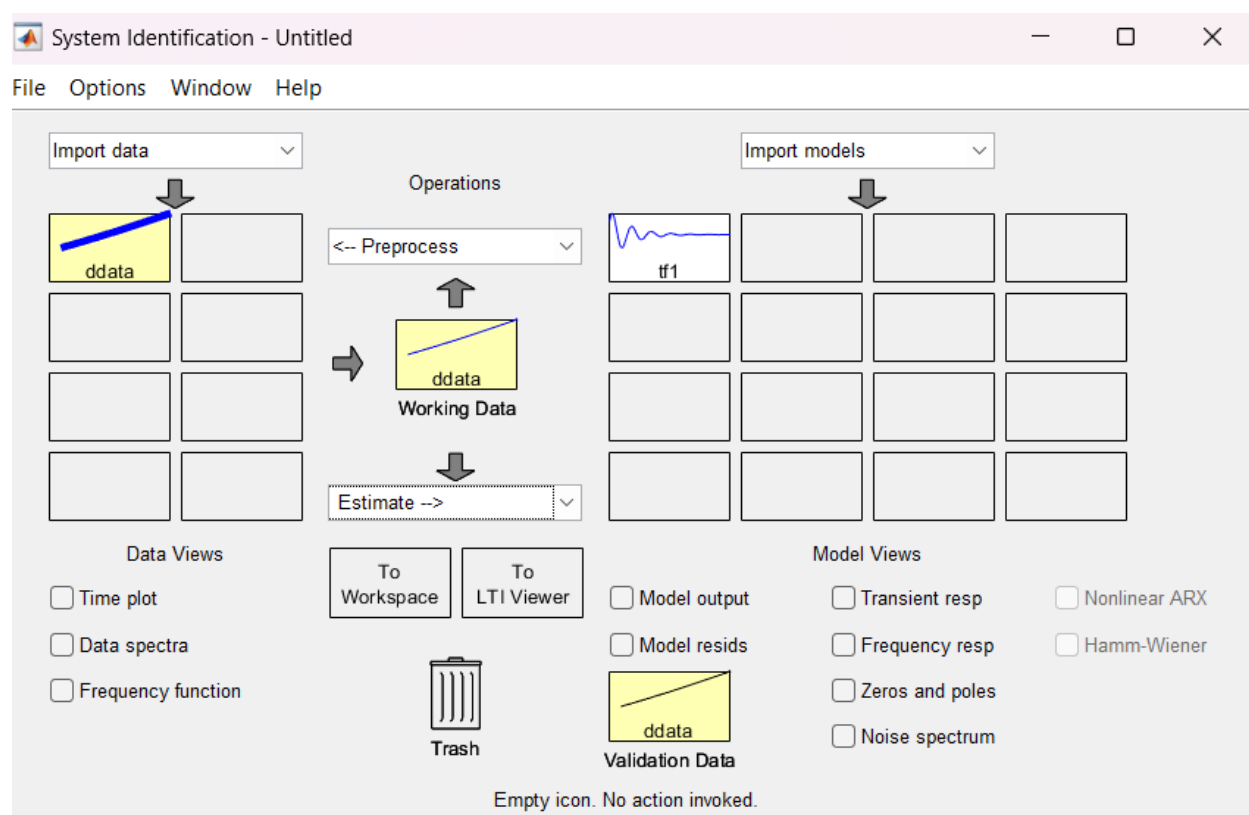 System Identification - Untitled
File Options Window Help
Import data
Import models
Operations
<-- Preprocess
ddata
tf1
ddata
Working Data
Estimate -->
Data Views
Model Views
To
Workspace
To
LTI Viewer
Time plot
Data spectra
Frequency function
Model output
Transient resp
Nonlinear ARX
Model resids
Frequency resp
Hamm-Wiener
Zeros and poles
Noise spectrum
Trash
ddata
Validation Data
Empty icon. No action invoked.